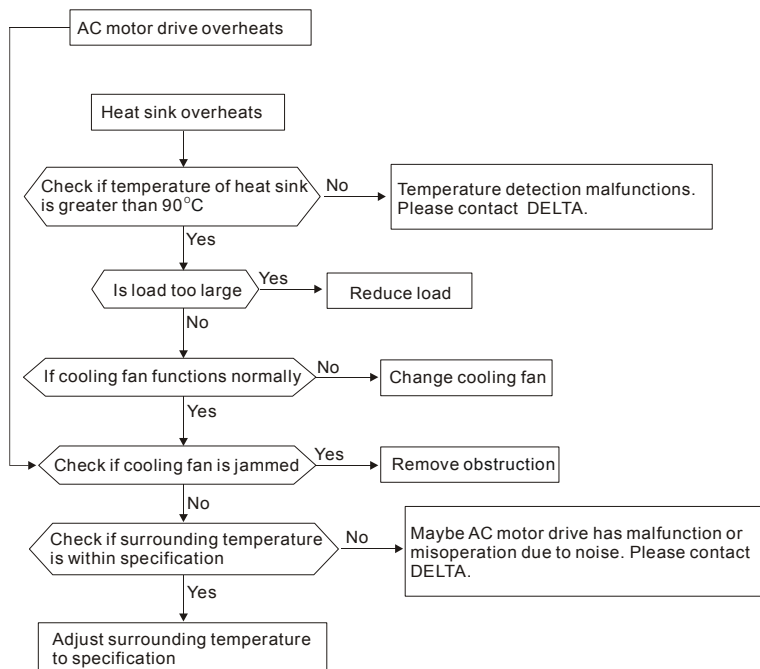 AC motor drive overheats
Heat sink overheats
Check if temperature of heat sink
is greater than 90°C
No
Temperature detection malfunctions.
Please contact DELTA.
Yes
Is load too large
Yes
Reduce load
No
If cooling fan functions normally
No
Change cooling fan
Yes
Check if cooling fan is jammed
Yes
Remove obstruction
No
Check if surrounding temperature
is within specification
No
Maybe AC motor drive has malfunction or
misoperation due to noise. Please contact
DELTA.
Yes
Adjust surrounding temperature
to specification